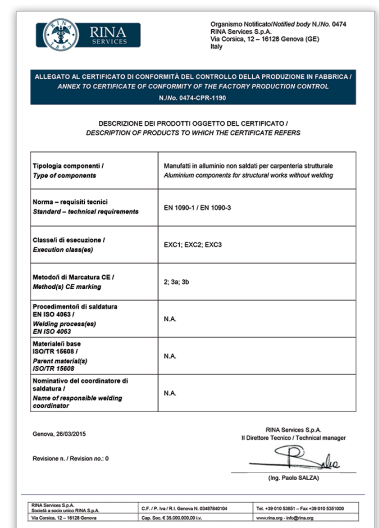 RINA
SERVICES
Organismo Notificato/Notified body N./No. 0474
RINA Services S.p.A.
Via Corsica, 12 – 16128 Genova (GE)
Italy
ALLEGATO AL CERTIFICATO DI CONFORMITÀ DEL CONTROLLO DELLA PRODUZIONE IN FABBRICA /
ANNEX TO CERTIFICATE OF CONFORMITY OF THE FACTORY PRODUCTION CONTROL
N./No. 0474-CPR-1190
DESCRIZIONE DEI PRODOTTI OGGETTO DEL CERTIFICATO /
DESCRIPTION OF PRODUCTS TO WHICH THE CERTIFICATE REFERS
Tipologia componenti /
Type of components
Manufatti in alluminio non saldati per carpenteria strutturale
Aluminium components for structural works without welding
Norma – requisiti tecnici
Standard – technical requirements
EN 1090-1 / EN 1090-3
Classe/i di esecuzione /
Execution class(es)
EXC1; EXC2; EXC3
Metodo/i di Marcatura CE /
Method(s) CE marking
2; 3a; 3b
Procedimento/i di saldatura
EN ISO 4063 /
Welding process(es)
EN ISO 4063
N.A.
Materiale/i base
ISO/TR 15608 /
Parent material(s)
ISO/TR 15608
N.A.
Nominativo del coordinatore di
saldatura /
Name of responsible welding
coordinator
N.A.
Genova, 26/03/2015
Revisione n. / Revision no.: 0
RINA Services S.p.A.
Il Direttore Tecnico / Technical manager
(Ing. Paolo SALZA)
RINA Services S.p.A.
Società a socio unico RINA S.p.A.
Via Corsica, 12 – 16128 Genova
C.F. / P. Iva / R.I. Genova N. 03487840104
Cap. Soc. € 35.000.000,00 i.v.
Tel. +39 010 53851 – Fax +39 010 5351000
www.rina.org - info@rina.org